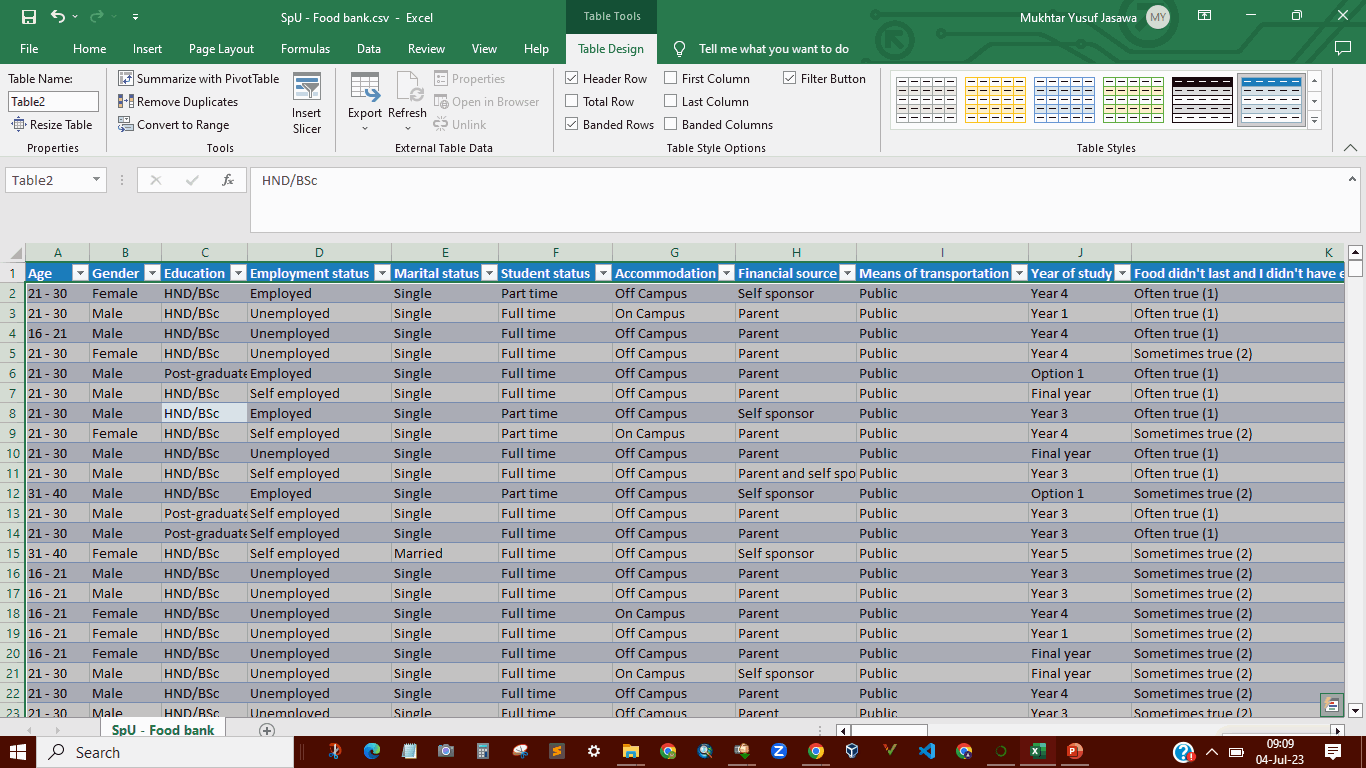 SpU - Food bank.csv - Excel
Table Tools
Mukhtar Yusuf Jasawa MY
File Home Insert Page Layout Formulas Data Review View Help Table Design Tell me what you want to do
Table Name:
Table2
Resize Table
Properties
Summarize with PivotTable
Remove Duplicates
Convert to Range
Insert
Slicer
Tools
Export
Refresh
Properties
Open in Browser
Unlink
External Table Data
Header Row First Column Filter Button
Total Row Last Column
Banded Rows Banded Columns
Table Style Options
Table Styles
Table2 fx HND/BSc
A B C D E F G H I J K
1 Age Gender Education Employment status Marital status Student status Accommodation Financial source Means of transportation Year of study Food didn't last and I didn't have e
2 21 - 30 Female HND/BSc Employed Single Part time Off Campus Self sponsor Public Year 4 Often true (1)
3 21 - 30 Male HND/BSc Unemployed Single Full time On Campus Parent Public Year 1 Often true (1)
4 16 - 21 Male HND/BSc Unemployed Single Full time Off Campus Parent Public Year 4 Often true (1)
5 21 - 30 Female HND/BSc Unemployed Single Full time Off Campus Parent Public Year 4 Sometimes true (2)
6 21 - 30 Male Post-graduate Employed Single Full time Off Campus Parent Public Option 1 Often true (1)
7 21 - 30 Male HND/BSc Self employed Single Full time Off Campus Parent Public Final year Often true (1)
8 21 - 30 Male HND/BSc Employed Single Part time Off Campus Self sponsor Public Year 3 Often true (1)
9 21 - 30 Female HND/BSc Self employed Single Part time On Campus Parent Public Year 4 Sometimes true (2)
10 21 - 30 Male HND/BSc Unemployed Single Full time Off Campus Parent Public Final year Often true (1)
11 21 - 30 Male HND/BSc Self employed Single Full time Off Campus Parent and self spo Public Year 3 Often true (1)
12 31 - 40 Male HND/BSc Employed Single Part time Off Campus Self sponsor Public Option 1 Sometimes true (2)
13 21 - 30 Male Post-graduate Self employed Single Full time Off Campus Parent Public Year 3 Often true (1)
14 21 - 30 Male Post-graduate Self employed Single Full time Off Campus Parent Public Year 3 Often true (1)
15 31 - 40 Female HND/BSc Self employed Married Full time Off Campus Self sponsor Public Year 5 Sometimes true (2)
16 16 - 21 Male HND/BSc Unemployed Single Full time Off Campus Parent Public Year 3 Sometimes true (2)
17 16 - 21 Male HND/BSc Unemployed Single Full time Off Campus Parent Public Year 3 Sometimes true (2)
18 16 - 21 Female HND/BSc Unemployed Single Full time On Campus Parent Public Year 4 Sometimes true (2)
19 16 - 21 Female HND/BSc Unemployed Single Full time Off Campus Parent Public Year 1 Sometimes true (2)
20 16 - 21 Female HND/BSc Unemployed Single Full time Off Campus Parent Public Final year Sometimes true (2)
21 21 - 30 Male HND/BSc Unemployed Single Full time On Campus Self sponsor Public Final year Sometimes true (2)
22 21 - 30 Male HND/BSc Unemployed Single Full time Off Campus Parent Public Year 4 Sometimes true (2)
23 21 - 30 Male HND/BSc Unemployed Single Full time Off Campus Parent Public Year 3 Sometimes true (2)
SpU - Food bank
Search
09:09
04-Jul-23